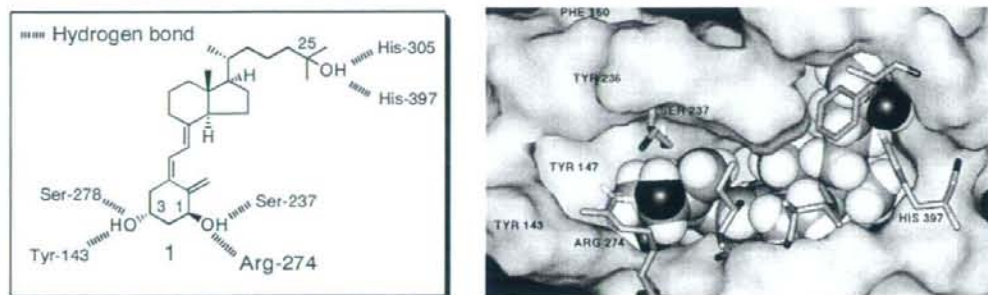 Hydrogen bond
25
OH
His-305
His-397
H
H
Ser-278
3
1
Ser-237
HO
OH
Tyr-143
1
Arg-274
PHE 150
TYR 236
SER 237
TYR 147
TYR 143
ARG 274
HIS 397